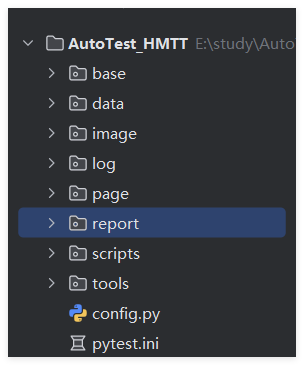 AutoTest_HMTT E:\study\Auto
base
data
image
log
page
report
scripts
tools
config.py
pytest.ini